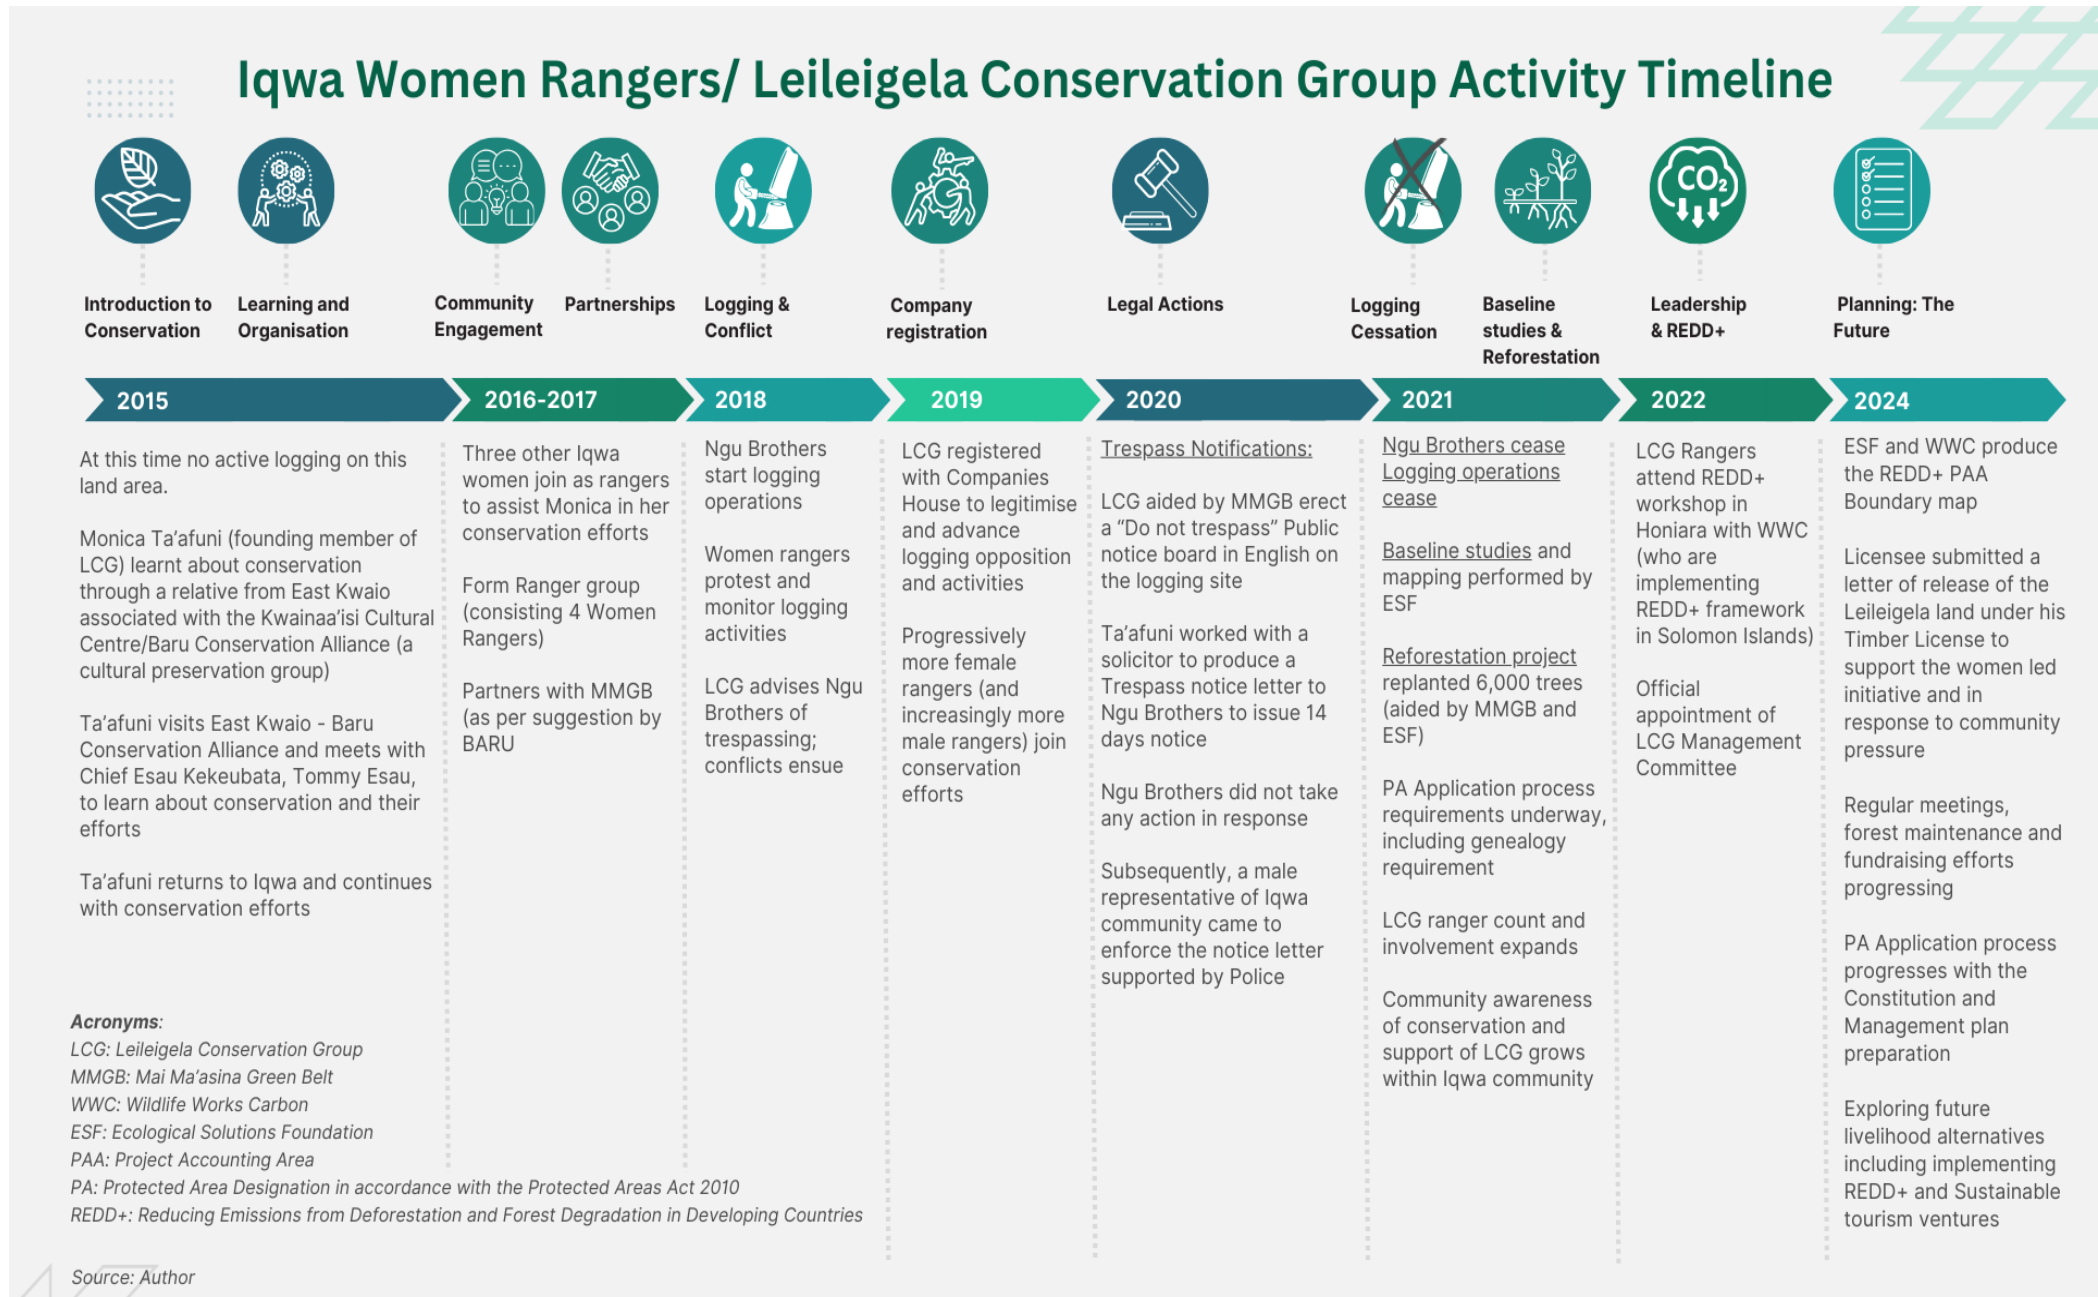 Iqwa Women Rangers/ Leileigela Conservation Group Activity Timeline
CO₂
Introduction to
Conservation
Learning and
Organisation
Community
Engagement
Partnerships
Logging &
Conflict
Company
registration
Legal Actions
Logging
Cessation
Baseline
studies &
Reforestation
Leadership
& REDD+
Planning: The
Future
2015
At this time no active logging on this
land area.
Monica Ta’afuni (founding member of
LCG) learnt about conservation
through a relative from East Kwaio
associated with the Kwainaa’isi Cultural
Centre/Baru Conservation Alliance (a
cultural preservation group)
Ta’afuni visits East Kwaio - Baru
Conservation Alliance and meets with
Chief Esau Kekeubata, Tommy Esau,
to learn about conservation and their
efforts
Ta’afuni returns to Iqwa and continues
with conservation efforts
2016-2017
Three other Iqwa
women join as rangers
to assist Monica in her
conservation efforts
Form Ranger group
(consisting 4 Women
Rangers)
Partners with MMGB
(as per suggestion by
BARU
2018
Ngu Brothers
start logging
operations
Women rangers
protest and
monitor logging
activities
LCG advises Ngu
Brothers of
trespassing;
conflicts ensue
2019
LCG registered
with Companies
House to legitimise
and advance
logging opposition
and activities
Progressively
more female
rangers (and
increasingly more
male rangers) join
conservation
efforts
2020
Trespass Notifications:
LCG aided by MMGB erect
a “Do not trespass” Public
notice board in English on
the logging site
Ta’afuni worked with a
solicitor to produce a
Trespass notice letter to
Ngu Brothers to issue 14
days notice
Ngu Brothers did not take
any action in response
Subsequently, a male
representative of Iqwa
community came to
enforce the notice letter
supported by Police
2021
Ngu Brothers cease
Logging operations
cease
Baseline studies and
mapping performed by
ESF
Reforestation project
replanted 6,000 trees
(aided by MMGB and
ESF)
PA Application process
requirements underway,
including genealogy
requirement
LCG ranger count and
involvement expands
Community awareness
of conservation and
support of LCG grows
within Iqwa community
2022
LCG Rangers
attend REDD+
workshop in
Honiara with WWC
(who are
implementing
REDD+ framework
in Solomon Islands)
Official
appointment of
LCG Management
Committee
2024
ESF and WWC produce
the REDD+ PAA
Boundary map
Licensee submitted a
letter of release of the
Leileigela land under his
Timber License to
support the women led
initiative and in
response to community
pressure
Regular meetings,
forest maintenance and
fundraising efforts
progressing
PA Application process
progresses with the
Constitution and
Management plan
preparation
Exploring future
livelihood alternatives
including implementing
REDD+ and Sustainable
tourism ventures
Acronyms:
LCG: Leileigela Conservation Group
MMGB: Mai Ma’asina Green Belt
WWC: Wildlife Works Carbon
ESF: Ecological Solutions Foundation
PAA: Project Accounting Area
PA: Protected Area Designation in accordance with the Protected Areas Act 2010
REDD+: Reducing Emissions from Deforestation and Forest Degradation in Developing Countries
Source: Author